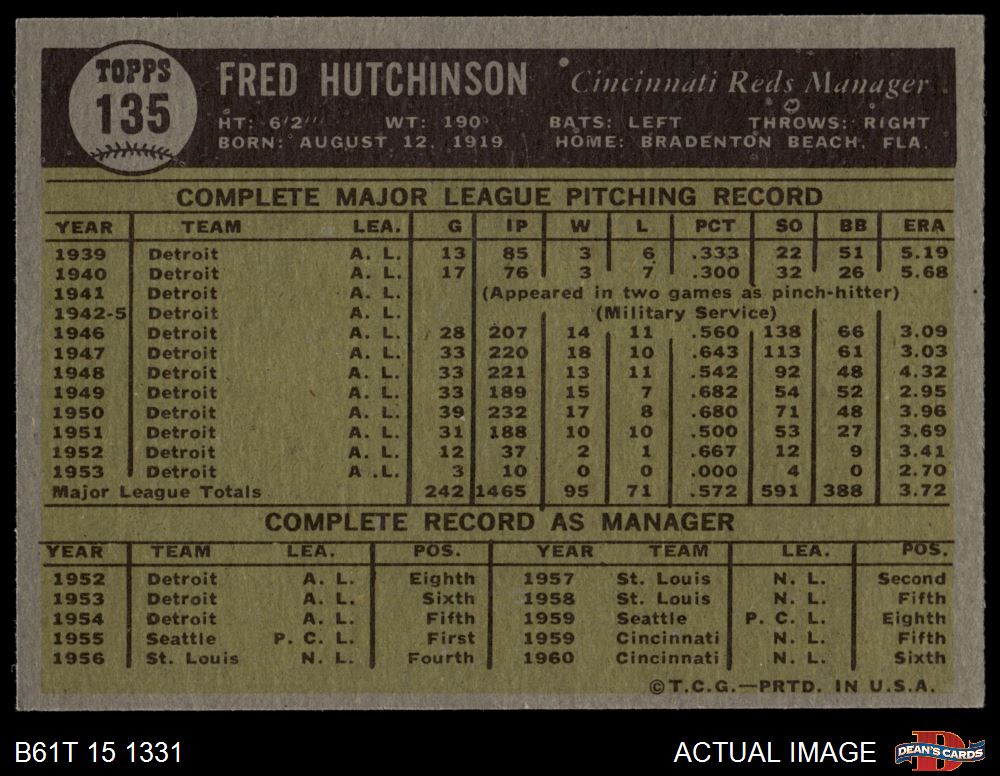 TOPPS
135
FRED HUTCHINSON Cincinnati Reds Manager
HT: 6'2" WT: 190 BATS: LEFT THROWS: RIGHT
BORN: AUGUST 12, 1919 HOME: BRADENTON BEACH, FLA.
COMPLETE MAJOR LEAGUE PITCHING RECORD
YEAR TEAM LEA. G IP W L PCT SO BB ERA
1939 Detroit A. L. 13 85 3 6 .333 22 51 5.19
1940 Detroit A. L. 17 76 3 7 .300 32 26 5.68
1941 Detroit A. L. (Appeared in two games as pinch-hitter)
1942-5 Detroit A. L. (Military Service)
1946 Detroit A. L. 28 207 14 11 .560 138 66 3.09
1947 Detroit A. L. 33 220 18 10 .643 113 61 3.03
1948 Detroit A. L. 33 221 13 11 .542 92 48 4.32
1949 Detroit A. L. 33 189 15 7 .682 54 52 2.95
1950 Detroit A. L. 39 232 17 8 .680 71 48 3.96
1951 Detroit A. L. 31 188 10 10 .500 53 27 3.69
1952 Detroit A. L. 12 37 2 1 .667 12 9 3.41
1953 Detroit A .L. 3 10 0 0 .000 4 0 2.70
Major League Totals 242 1465 95 71 .572 591 388 3.72
COMPLETE RECORD AS MANAGER
YEAR TEAM LEA. POS. YEAR TEAM LEA. POS.
1952 Detroit A. L. Eighth 1957 St. Louis N. L. Second
1953 Detroit A. L. Sixth 1958 St. Louis N. L. Fifth
1954 Detroit A. L. Fifth 1959 Seattle P. C. L. Eighth
1955 Seattle P. C. L. First 1959 Cincinnati N. L. Fifth
1956 St. Louis N. L. Fourth 1960 Cincinnati N. L. Sixth
©T.C.G.—PRTD. IN U.S.A.
B61T 15 1331 ACTUAL IMAGE DEAN'S CARDS